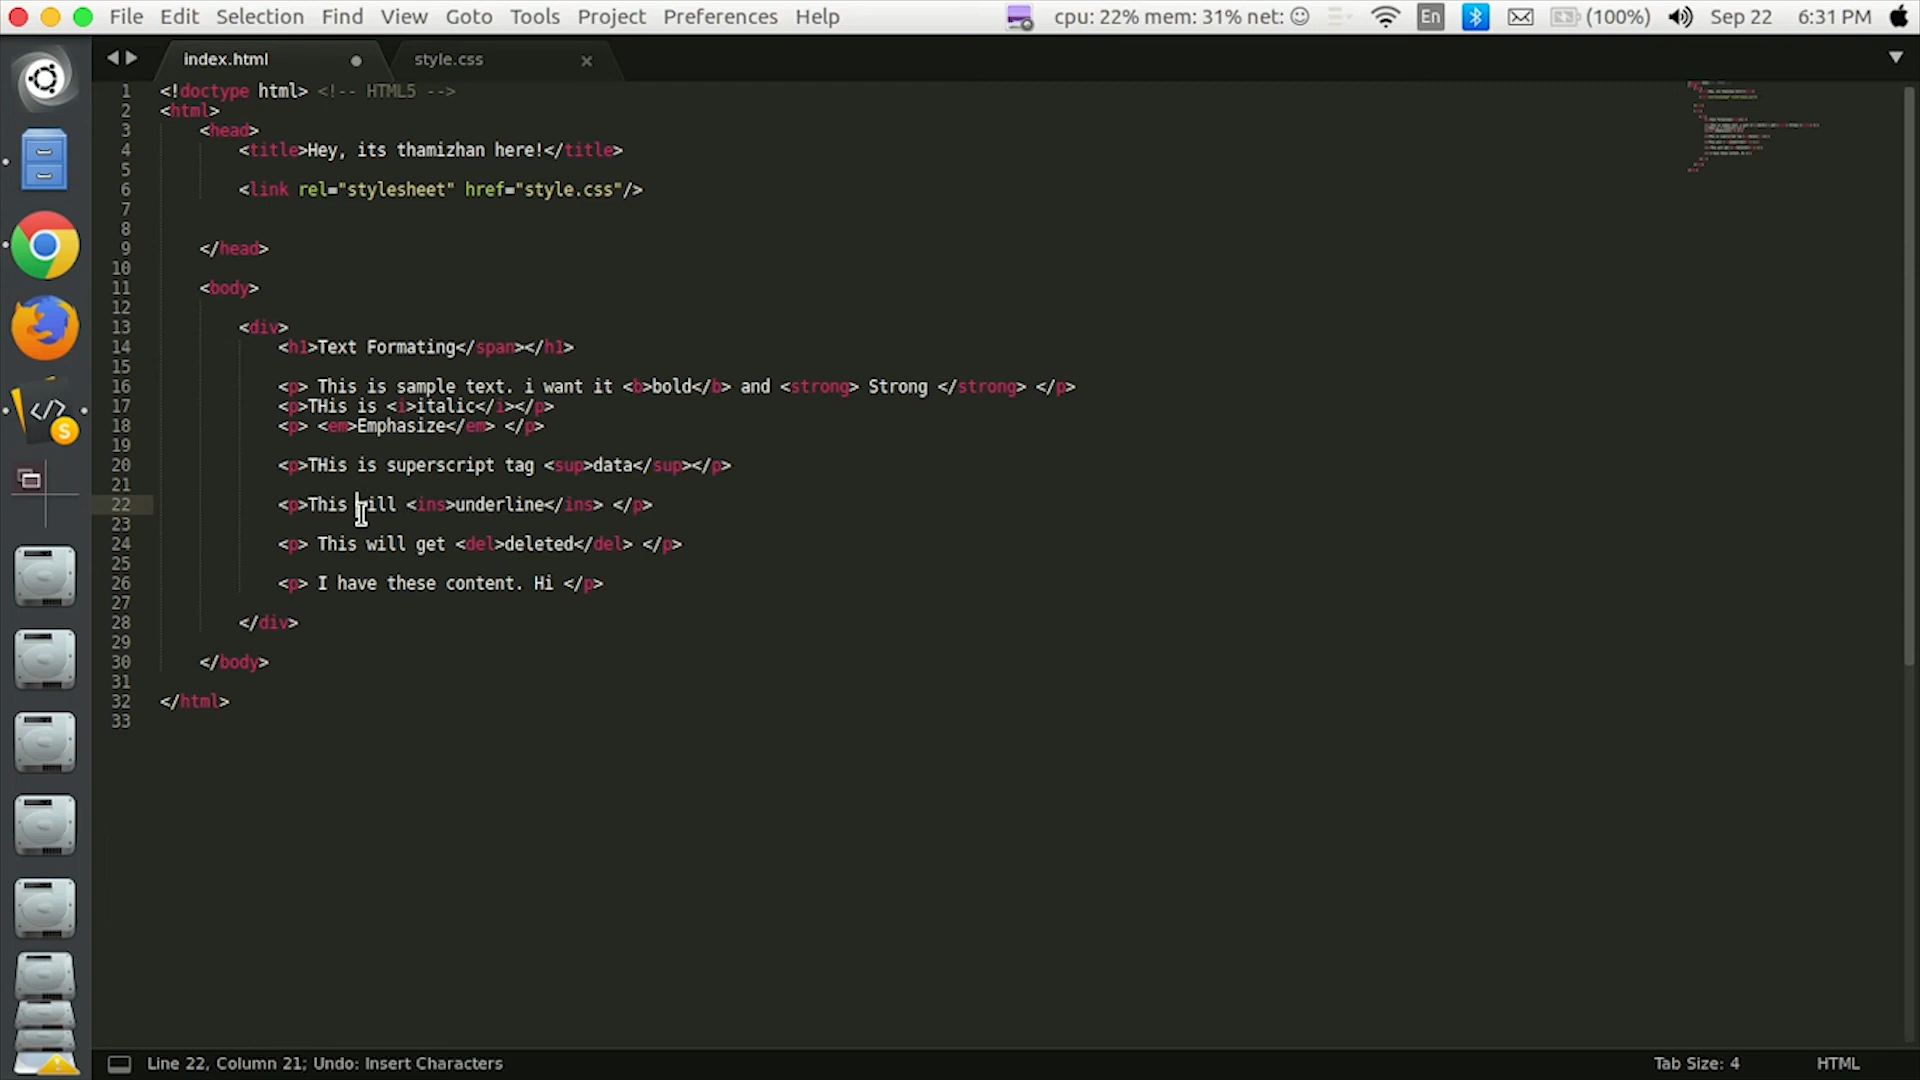 File Edit Selection Find View Goto Tools Project Preferences Help cpu: 22% mem: 31% net: En (100%) Sep 22 6:31 PM
index.html style.css
1 <!doctype html> <!-- HTML5 -->
2 <html>
3 <head>
4 <title>Hey, its thamizhan here!</title>
5
6 <link rel="stylesheet" href="style.css"/>
7
8
9 </head>
10
11 <body>
12
13 <div>
14 <h1>Text Formating</span></h1>
15
16 <p> This is sample text. i want it <b>bold</b> and <strong> Strong </strong> </p>
17 <p>THis is <i>italic</i></p>
18 <p> <em>Emphasize</em> </p>
19
20 <p>THis is superscript tag <sup>data</sup></p>
21
22 <p>This will <ins>underline</ins> </p>
23
24 <p> This will get <del>deleted</del> </p>
25
26 <p> I have these content. Hi </p>
27
28 </div>
29
30 </body>
31
32 </html>
33
Line 22, Column 21; Undo: Insert Characters Tab Size: 4 HTML